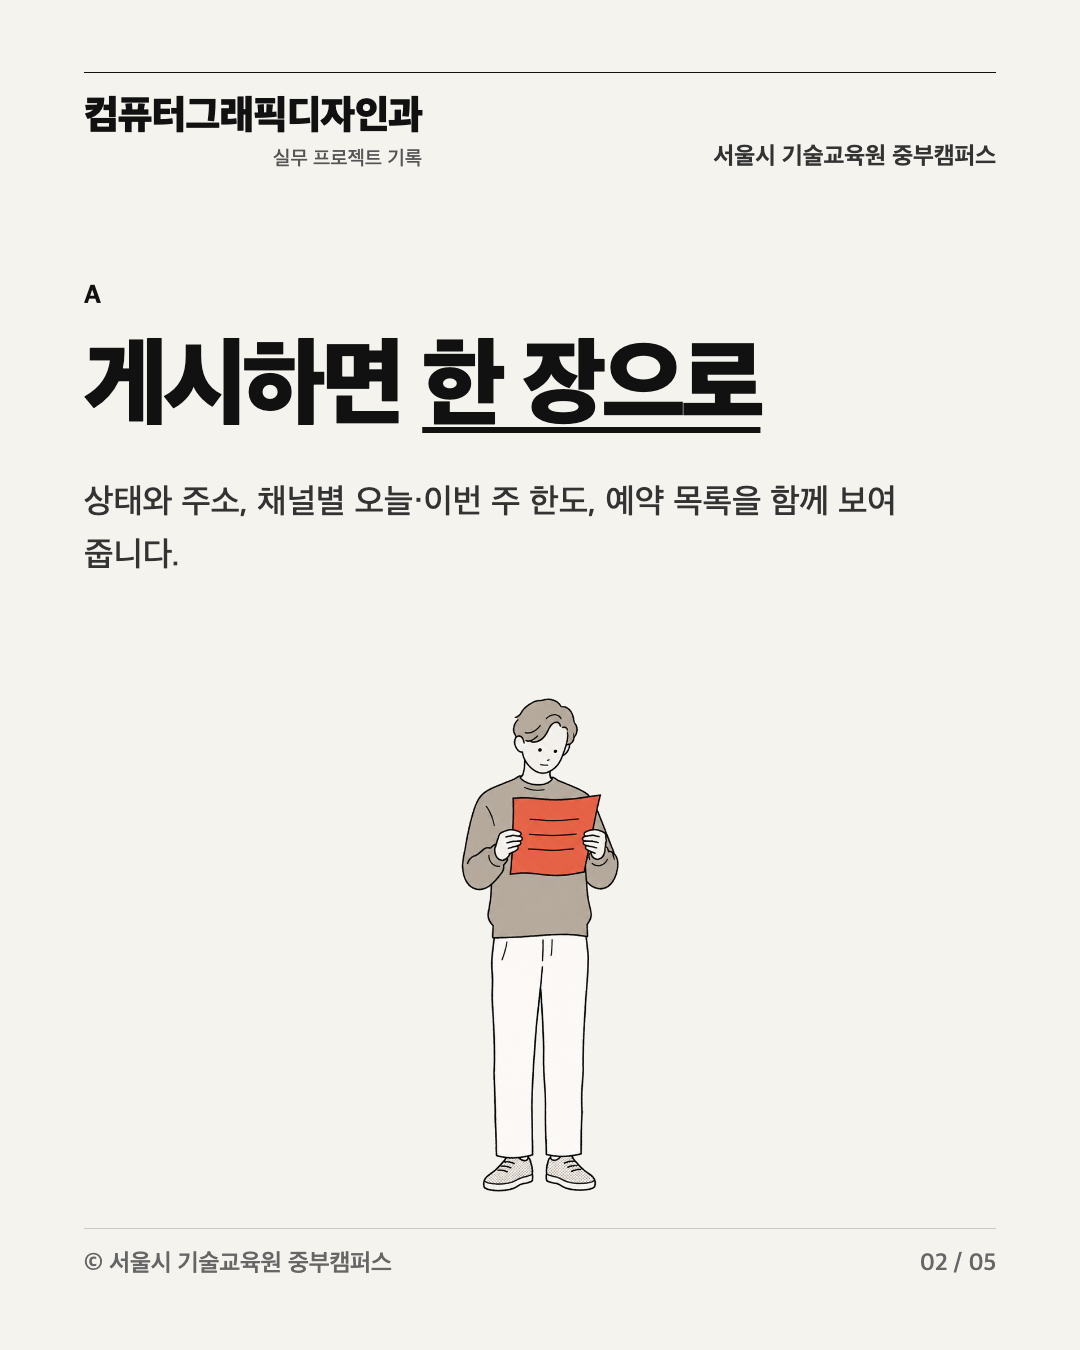 컴퓨터그래픽디자인과
실무 프로젝트 기록
서울시 기술교육원 중부캠퍼스
A
게시하면 한 장으로
상태와 주소, 채널별 오늘·이번 주 한도, 예약 목록을 함께 보여
줍니다.
© 서울시 기술교육원 중부캠퍼스
02 / 05